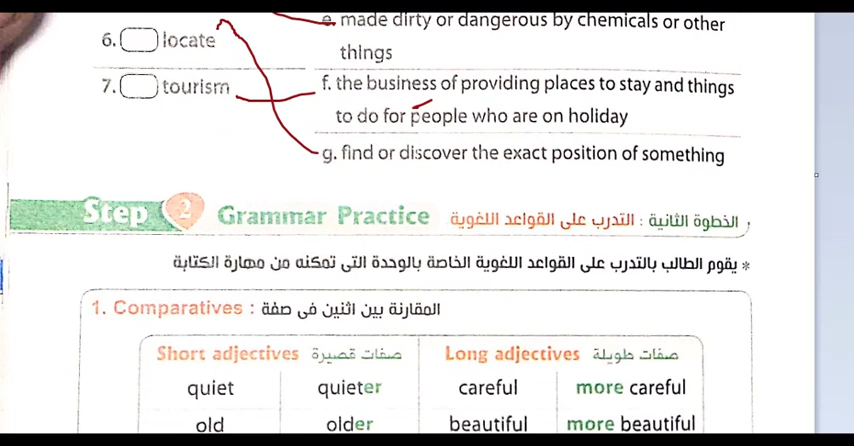 e. made dirty or dangerous by chemicals or other
things
6. locate
7. tourism
f. the business of providing places to stay and things
to do for people who are on holiday
g. find or discover the exact position of something
Step 2 Grammar Practice الخطوة الثانية : التدرب على القواعد اللغوية
* يقوم الطالب بالتدرب على القواعد اللغوية الخاصة بالوحدة التى تمكنه من مهارة الكتابة
1. Comparatives : المقارنة بين اثنين فى صفة
Short adjectives صفات قصيرة Long adjectives صفات طويلة
quiet quieter careful more careful
old older beautiful more beautiful